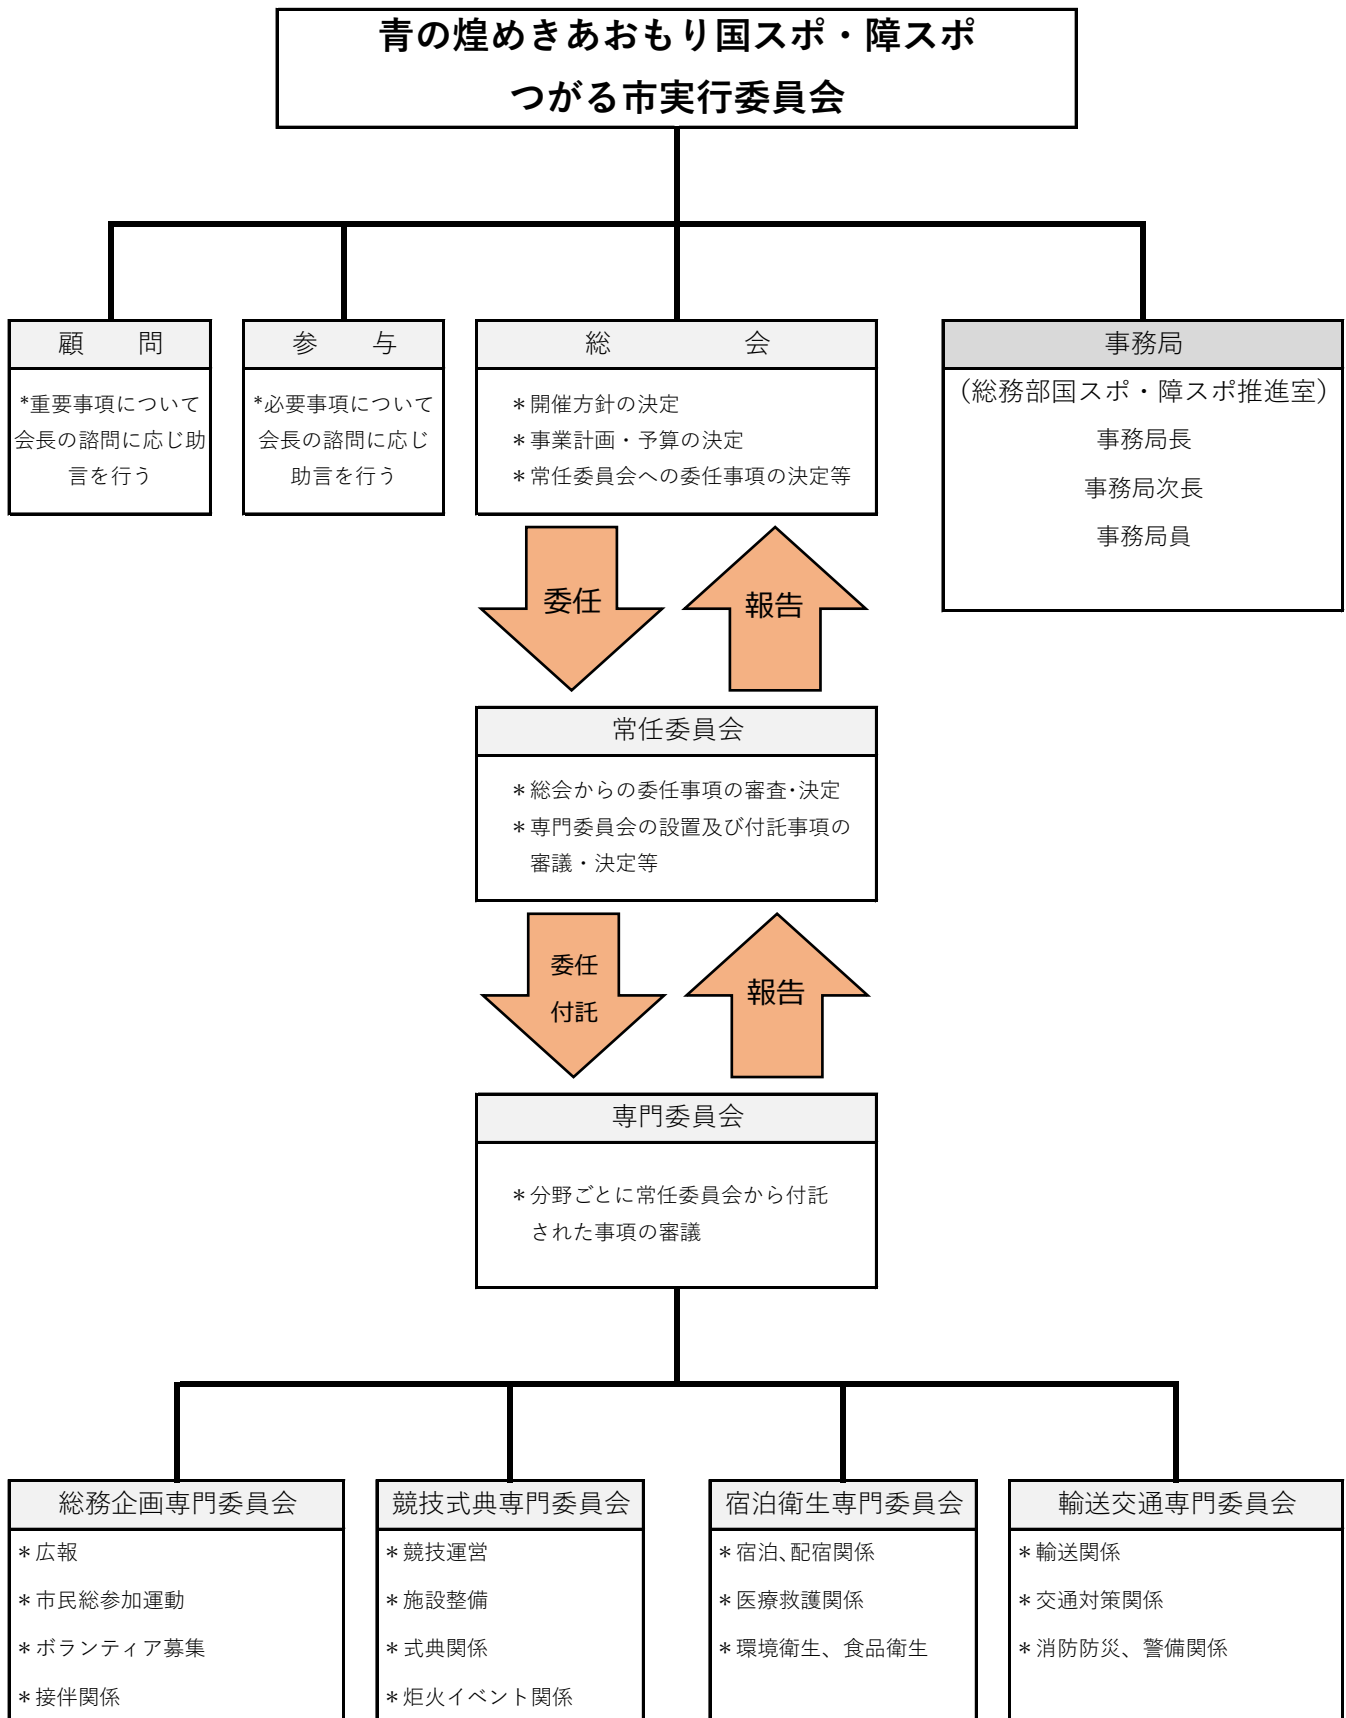 青の煌めきあおもり国スポ・障スポ
つがる市実行委員会
顧　問
*重要事項について
会長の諮問に応じ助
言を行う
参　与
*必要事項について
会長の諮問に応じ
助言を行う
総　会
＊開催方針の決定
＊事業計画・予算の決定
＊常任委員会への委任事項の決定等
事務局
（総務部国スポ・障スポ推進室）
事務局長
事務局次長
事務局員
委任
報告
常任委員会
＊総会からの委任事項の審査・決定
＊専門委員会の設置及び付託事項の
審議・決定等
委任
付託
報告
専門委員会
＊分野ごとに常任委員会から付託
された事項の審議
総務企画専門委員会
＊広報
＊市民総参加運動
＊ボランティア募集
＊接伴関係
競技式典専門委員会
＊競技運営
＊施設整備
＊式典関係
＊炬火イベント関係
宿泊衛生専門委員会
＊宿泊、配宿関係
＊医療救護関係
＊環境衛生、食品衛生
輸送交通専門委員会
＊輸送関係
＊交通対策関係
＊消防防災、警備関係